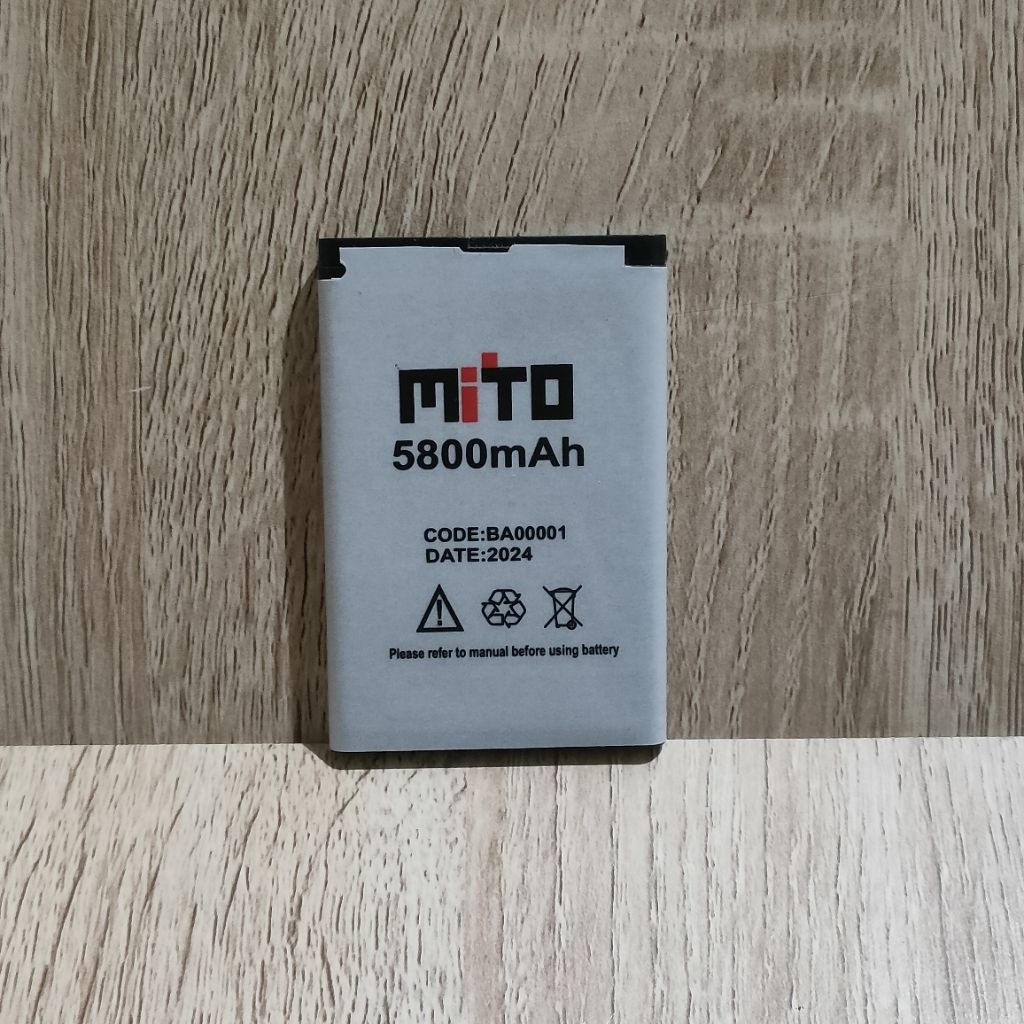 MiTO
5800mAh
CODE:BA00001
DATE:2024
Please refer to manual before using battery